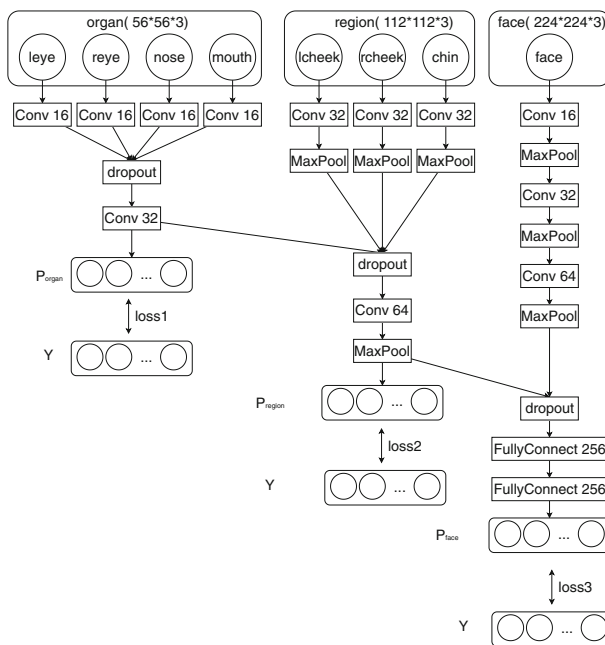 organ( 56*56*3)
region( 112*112*3)
face( 224*224*3)
leye
reye
nose
mouth
lcheek
rcheek
chin
face
Conv 16
Conv 16
Conv 16
Conv 16
Conv 32
Conv 32
Conv 32
Conv 16
MaxPool
MaxPool
MaxPool
MaxPool
dropout
Conv 32
Conv 32
MaxPool
dropout
Conv 64
Porgan
...
loss1
Conv 64
MaxPool
Y
...
MaxPool
Pregion
...
dropout
loss2
FullyConnect 256
Y
...
FullyConnect 256
Pface
...
loss3
Y
...